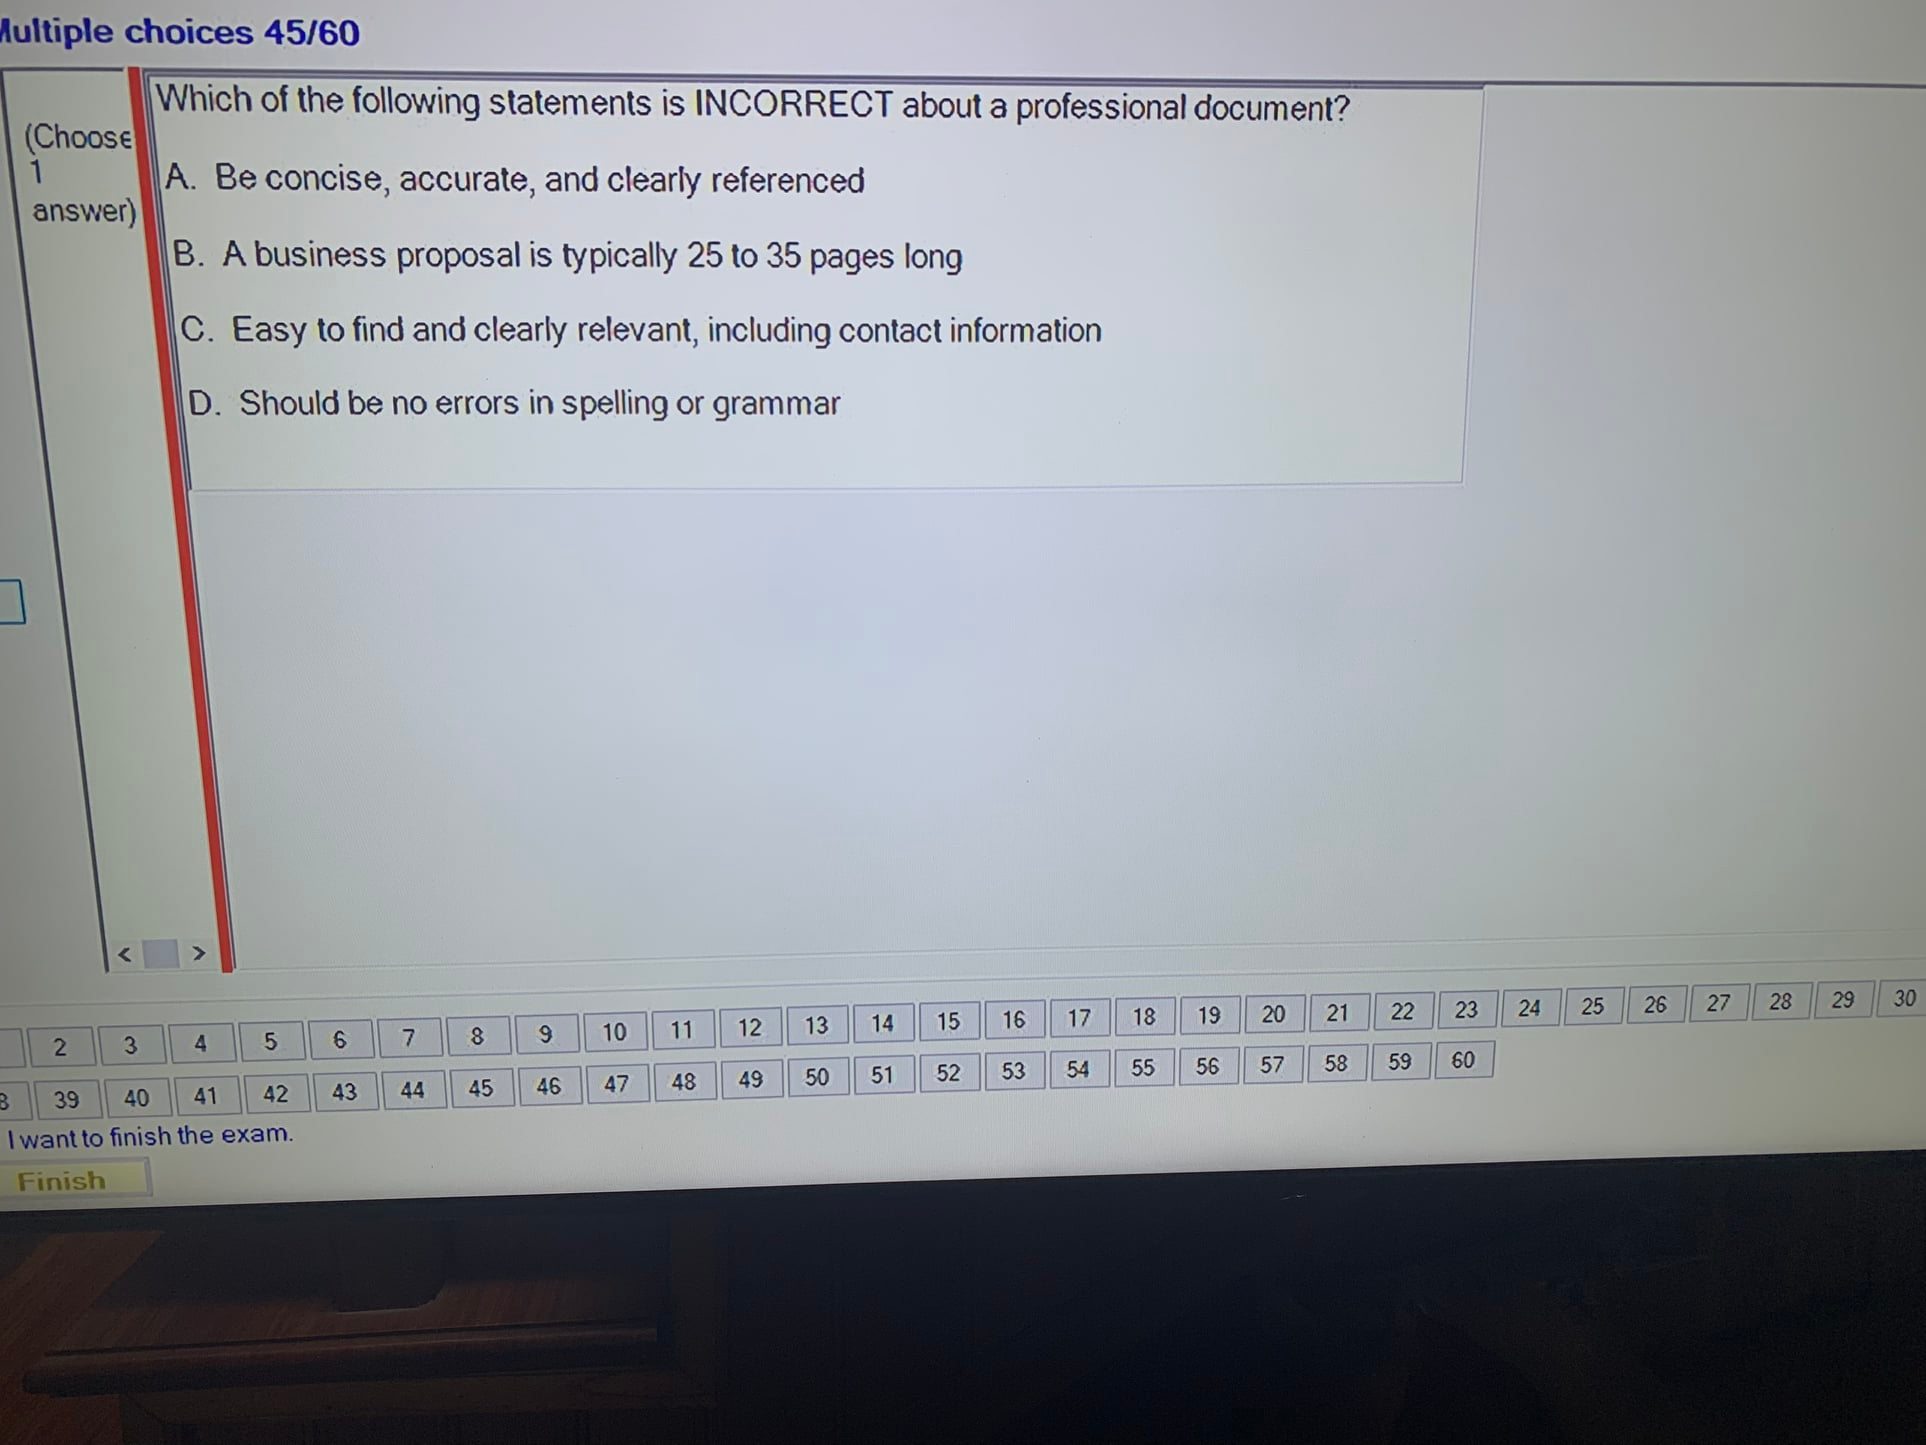 Multiple choices 45/60
(Choose
1
answer)
Which of the following statements is INCORRECT about a professional document?
A. Be concise, accurate, and clearly referenced
B. A business proposal is typically 25 to 35 pages long
C. Easy to find and clearly relevant, including contact information
D. Should be no errors in spelling or grammar
< >
2 3 4 5 6 7 8 9 10 11 12 13 14 15 16 17 18 19 20 21 22 23 24 25 26 27 28 29 30
39 40 41 42 43 44 45 46 47 48 49 50 51 52 53 54 55 56 57 58 59 60
I want to finish the exam.
Finish